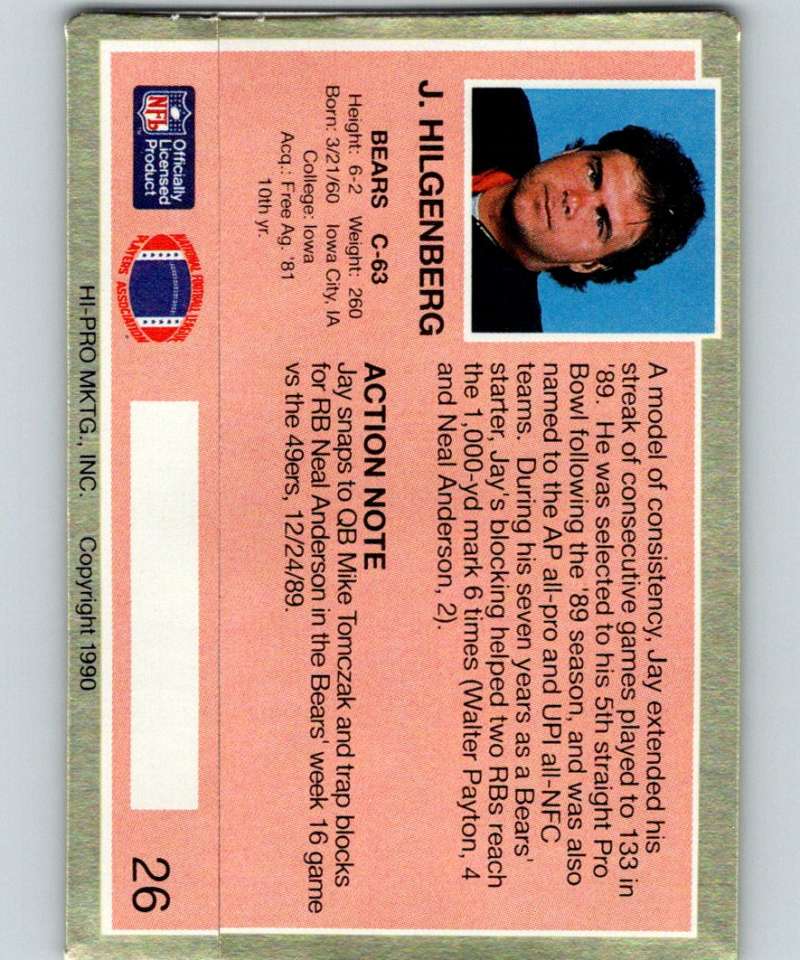 J. HILGENBERG
BEARS C-63
Height: 6-2 Weight: 260
Born: 3/21/60 Iowa City, IA
College: Iowa
Acq.: Free Ag. '81
10th yr.
A model of consistency, Jay extended his
streak of consecutive games played to 133 in
'89. He was selected to his 5th straight Pro
Bowl following the '89 season, and was also
named to the AP all-pro and UPI all-NFC
teams. During his seven years as a Bears'
starter, Jay's blocking helped two RBs reach
the 1,000-yd mark 6 times (Walter Payton, 4
and Neal Anderson, 2).
ACTION NOTE
Jay snaps to QB Mike Tomczak and trap blocks
for RB Neal Anderson in the Bears' week 16 game
vs the 49ers, 12/24/89.
NFL
Officially
Licensed
Product
NATIONAL FOOTBALL LEAGUE
PLAYERS ASSOCIATION
26
HI-PRO MKTG., INC. Copyright 1990